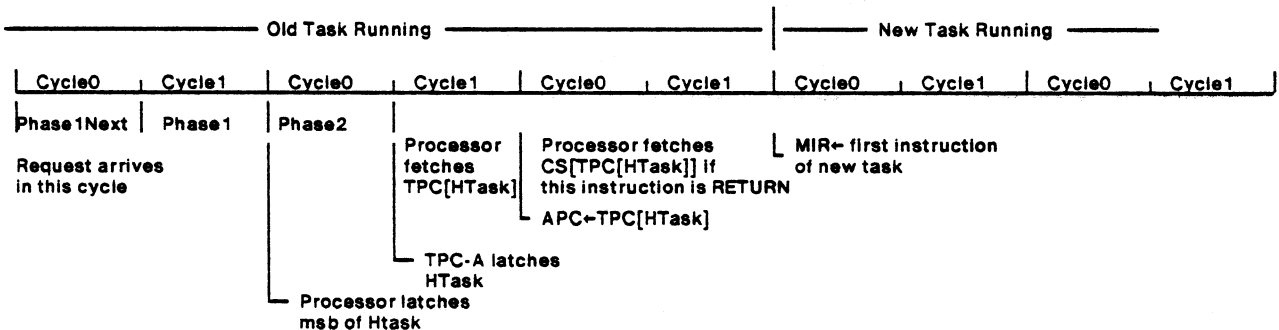 Old Task Running
New Task Running
Cycle0 Cycle1 Cycle0 Cycle1 Cycle0 Cycle1 Cycle0 Cycle1 Cycle0 Cycle1
Phase1Next Phase1 Phase2
Request arrives
in this cycle
Processor
fetches
TPC[HTask]
Processor fetches
CS[TPC[HTask]] if
this instruction is RETURN
MIR← first instruction
of new task
APC←TPC[HTask]
TPC-A latches
HTask
Processor latches
msb of Htask